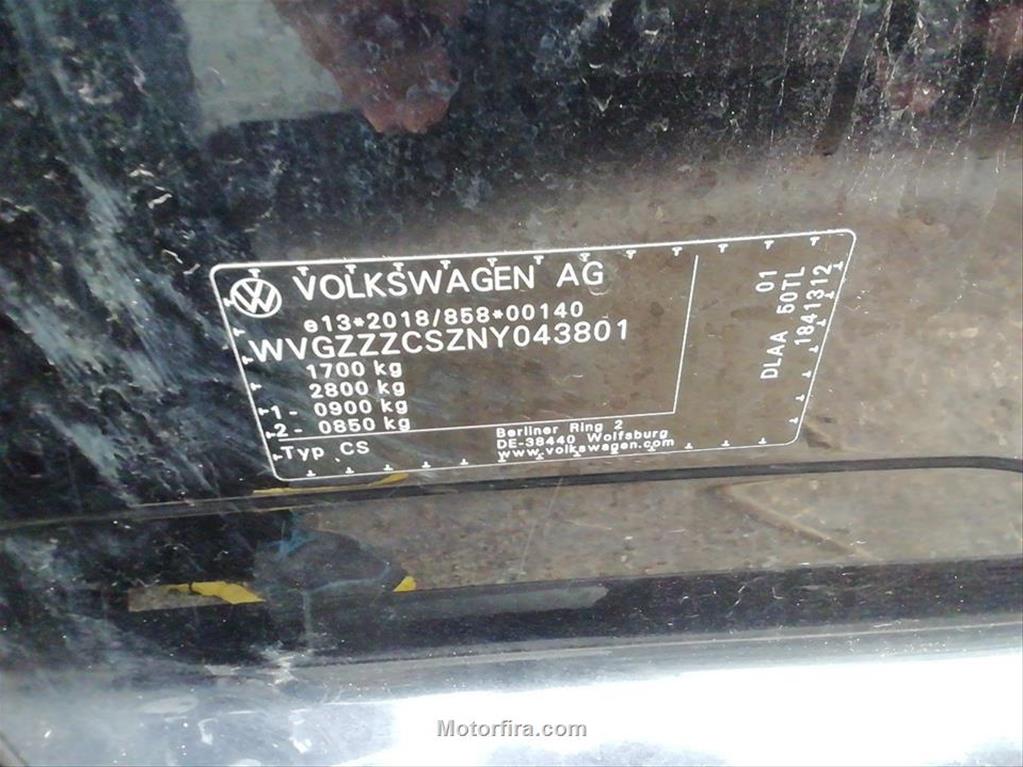 VOLKSWAGEN AG
e13*2018/858*00140
WVGZZZCSZNY043801
1700 kg
2800 kg
1- 0900 kg
2- 0850 kg
Typ CS
Berliner Ring 2
DE-38440 Wolfsburg
www.volkswagen.com
01
DLAA 50TL
1841312
Motorfira.com